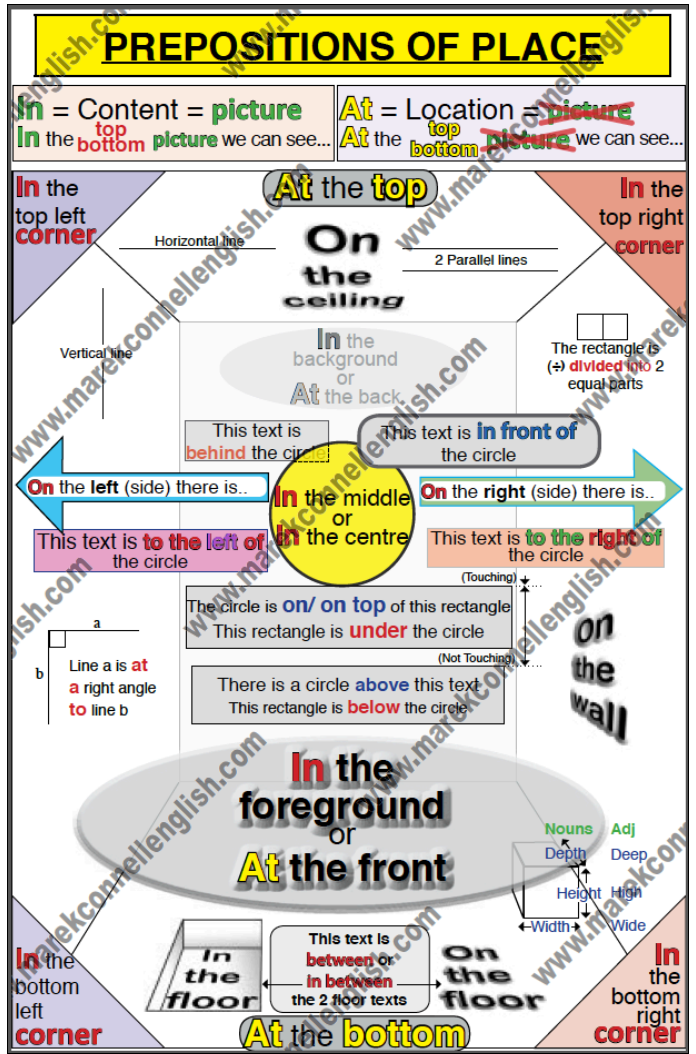 PREPOSITIONS OF PLACE
In = Content = picture
In the top bottom picture we can see...
At = Location = picture
At the top bottom picture we can see...
In the
top left
corner
At the top
In the
top right
corner
Horizontal line
On
the
ceiling
2 Parallel lines
Vertical line
In the
background
or
At the back
The rectangle is
(÷) divided into 2
equal parts
This text is
behind the circle
This text is in front of
the circle
On the left (side) there is..
In the middle
or
In the centre
On the right (side) there is..
This text is to the left of
the circle
This text is to the right of
the circle
(Touching)
The circle is on/ on top of this rectangle
This rectangle is under the circle
(Not Touching)
There is a circle above this text
This rectangle is below the circle
a
b
Line a is at
a right angle
to line b
On
the
wall
In the
foreground
or
At the front
Nouns Adj
Depth Deep
Height High
Width Wide
In the
bottom
left
corner
In
the
floor
This text is
between or
in between
the 2 floor texts
On
the
floor
In
the
bottom
right
corner
At the bottom
www.marekconnellenglish.com